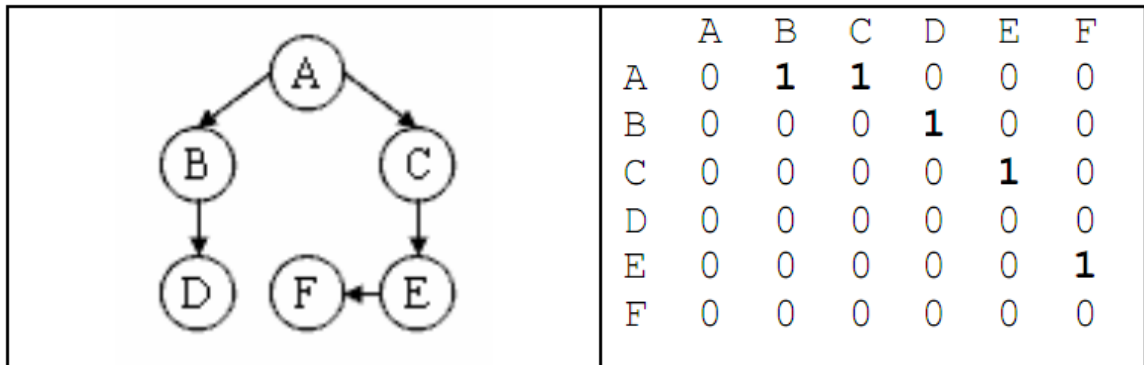 A
B C
D F E
A B C D E F
A 0 1 1 0 0 0
B 0 0 0 1 0 0
C 0 0 0 0 1 0
D 0 0 0 0 0 0
E 0 0 0 0 0 1
F 0 0 0 0 0 0